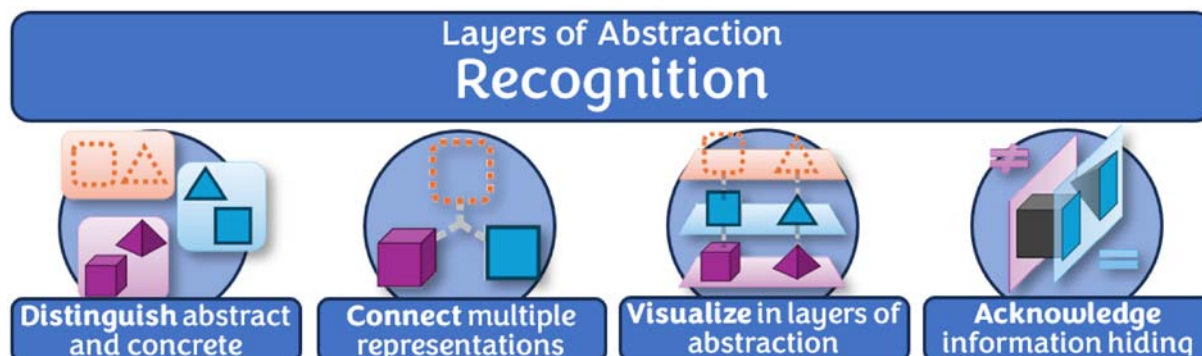 Layers of Abstraction
Recognition
Distinguish abstract
and concrete
Connect multiple
representations
Visualize in layers of
abstraction
Acknowledge
information hiding